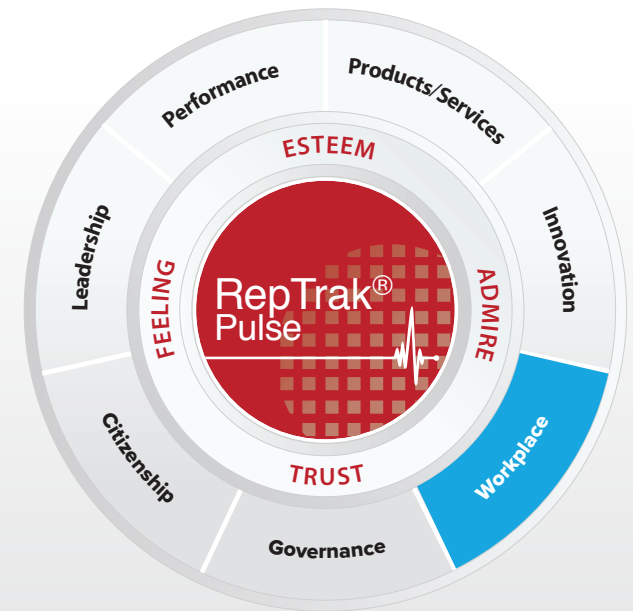 Performance
Products/Services
Innovation
Workplace
Governance
Citizenship
Leadership
ESTEEM
ADMIRE
TRUST
FEELING
RepTrak®
Pulse